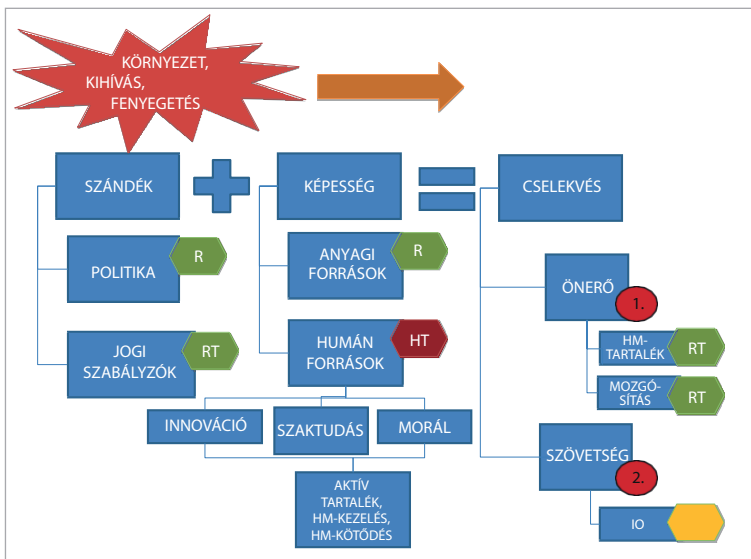 KÖRNYEZET,
KIHÍVÁS,
FENYEGETÉS
SZÁNDÉK
KÉPESSÉG
CSELEKVÉS
POLITIKA
R
ANYAGI
FORRÁSOK
R
ÖNERŐ
1.
JOGI
SZABÁLYZÓK
RT
HUMÁN
FORRÁSOK
HT
HM-
TARTALÉK
RT
MOZGÓ-
SÍTÁS
RT
INNOVÁCIÓ
SZAKTUDÁS
MORÁL
SZÖVETSÉG
2.
AKTÍV
TARTALÉK,
HM-KEZELÉS,
HM-KÖTŐDÉS
IO